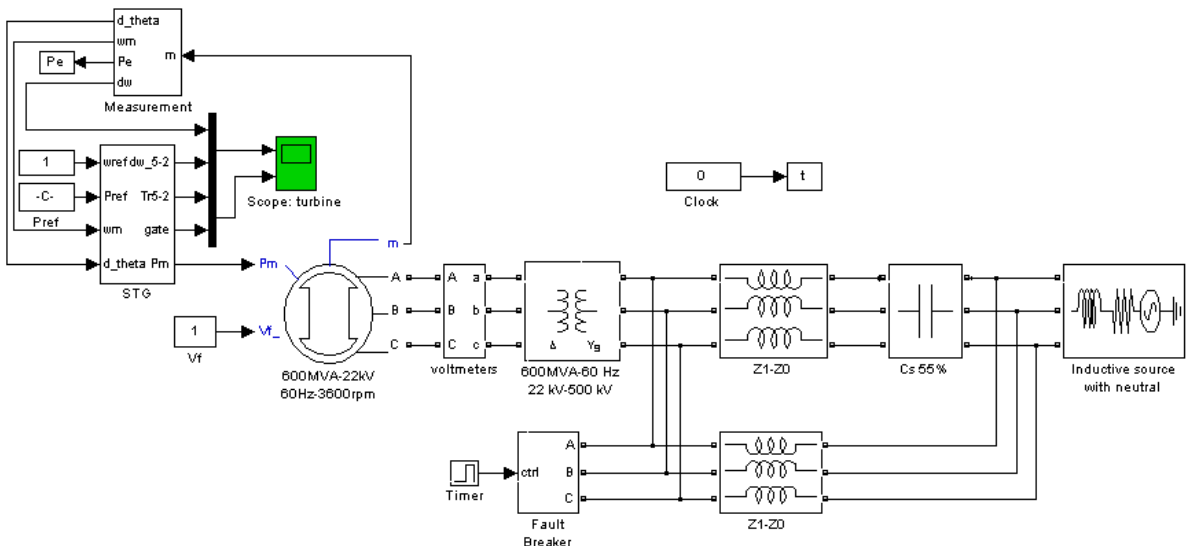 d_theta
wm
Pe
dw
m
Pe
Measurement
1
wref
dw_5-2
-C-
Pref
Pref
Tr5-2
wm
gate
d_theta
Pm
STG
Scope: turbine
0
t
Clock
m
Pm
1
Vf
Vf_
A
B
C
600MVA-22kV
60Hz-3600rpm
A
a
B
b
C
c
voltmeters
Δ
Yg
600MVA-60 Hz
22 kV-500 kV
Z1-Z0
Cs 55%
Inductive source
with neutral
Timer
ctrl
A
B
C
Fault
Breaker
Z1-Z0